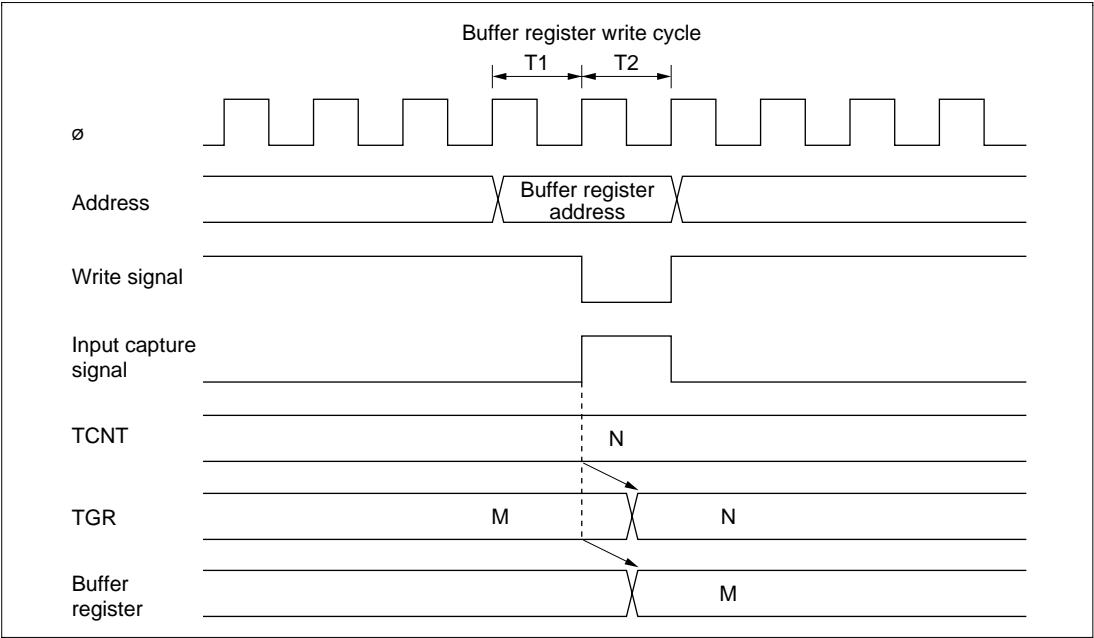 Buffer register write cycle
T1 T2
ø
Address
Buffer register
address
Write signal
Input capture
signal
TCNT
N
TGR
M N
Buffer
register
M